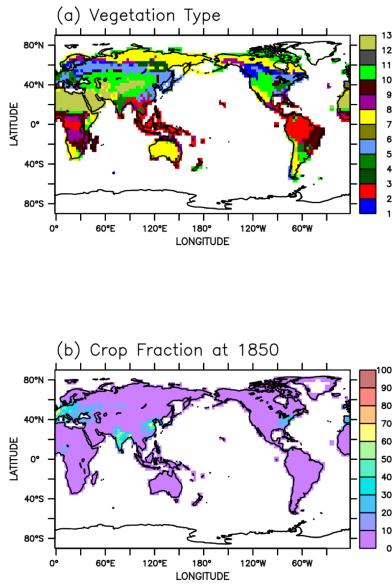 (a) Vegetation Type
80°N
40°N
0°
40°S
80°S
LATITUDE
0° 60°E 120°E 180° 120°W 60°W
LONGITUDE
13
12
11
10
9
8
7
6
5
4
3
2
1
(b) Crop Fraction at 1850
80°N
40°N
0°
40°S
80°S
LATITUDE
0° 60°E 120°E 180° 120°W 60°W
LONGITUDE
100
90
80
70
60
50
40
30
20
10
0